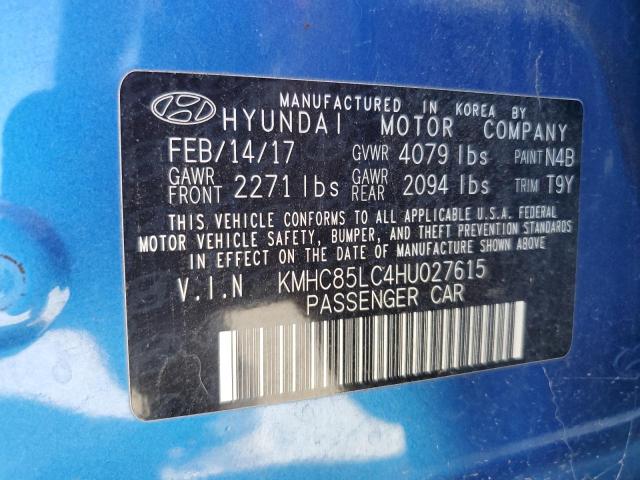 MANUFACTURED IN KOREA BY
HYUNDAI MOTOR COMPANY
FEB/14/17 GVWR 4079 lbs PAINT N4B
GAWR FRONT 2271 lbs GAWR REAR 2094 lbs TRIM T9Y
THIS VEHICLE CONFORMS TO ALL APPLICABLE U.S.A. FEDERAL
MOTOR VEHICLE SAFETY, BUMPER, AND THEFT PREVENTION STANDARDS
IN EFFECT ON THE DATE OF MANUFACTURE SHOWN ABOVE.
V.I.N KMHC85LC4HU027615
PASSENGER CAR